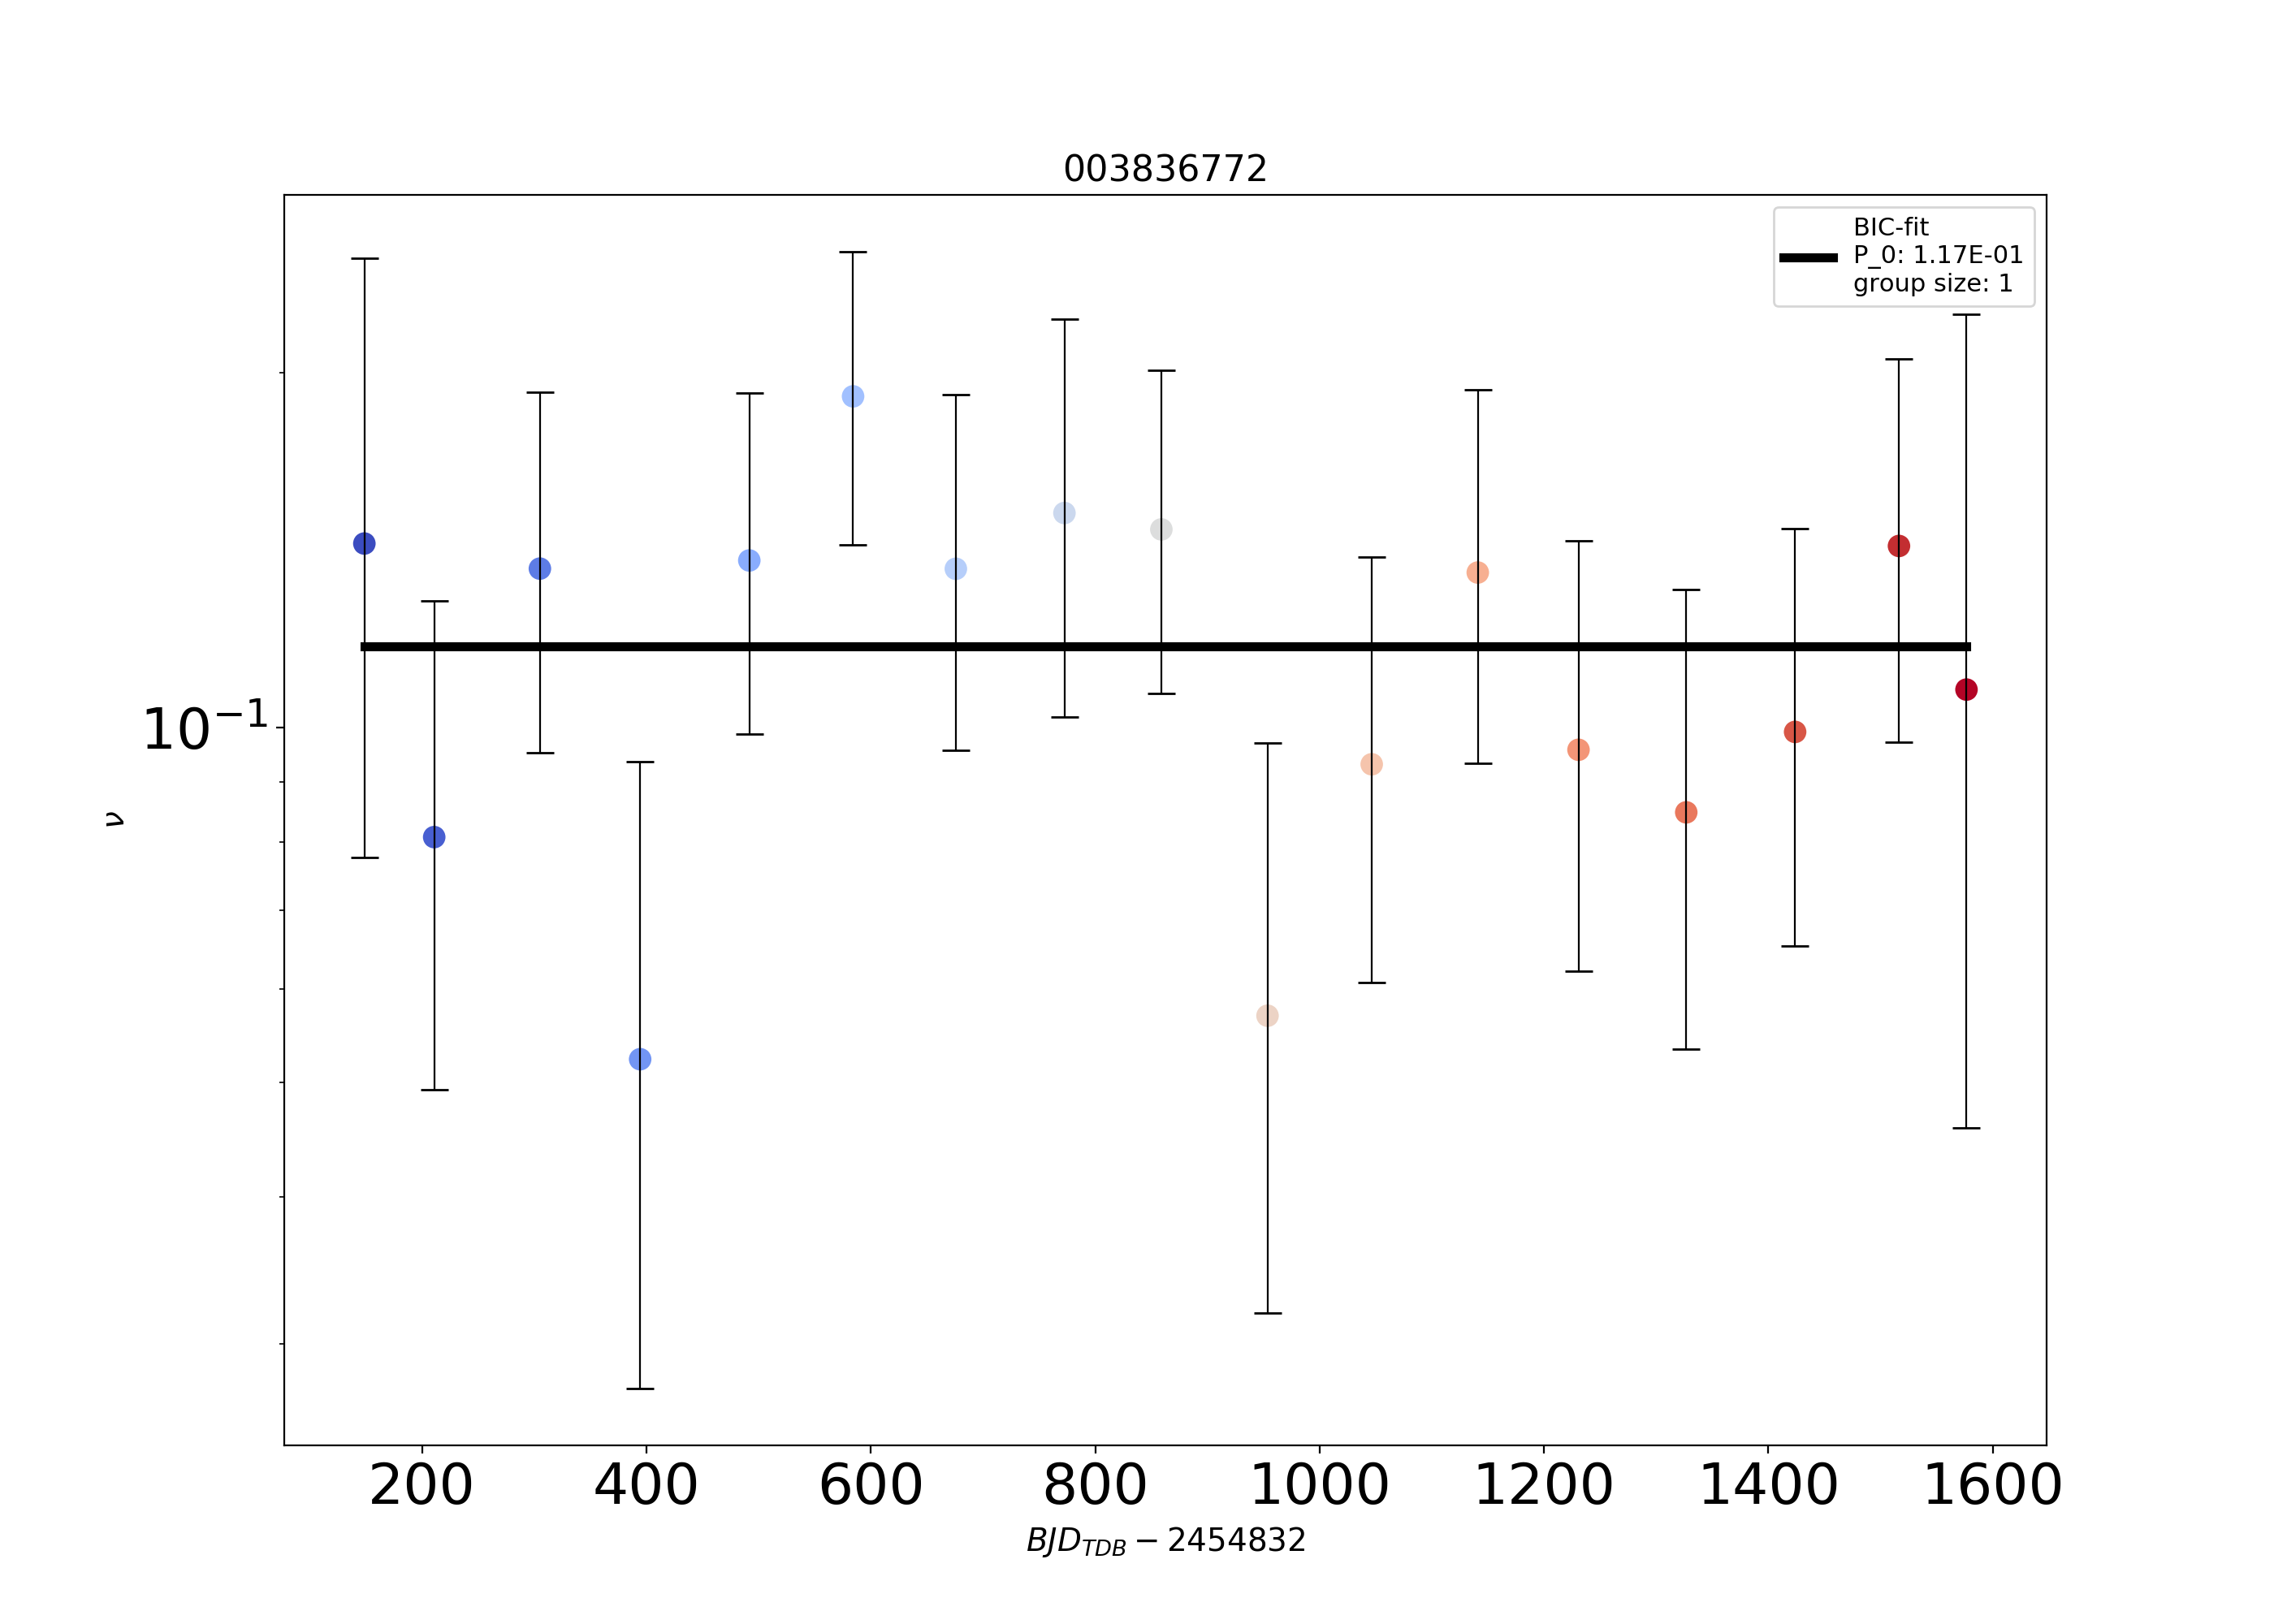 003836772
BIC-fit
P_0: 1.17E-01
group size: 1
10⁻¹
ν
200 400 600 800 1000 1200 1400 1600
BJD_{TDB} − 2454832